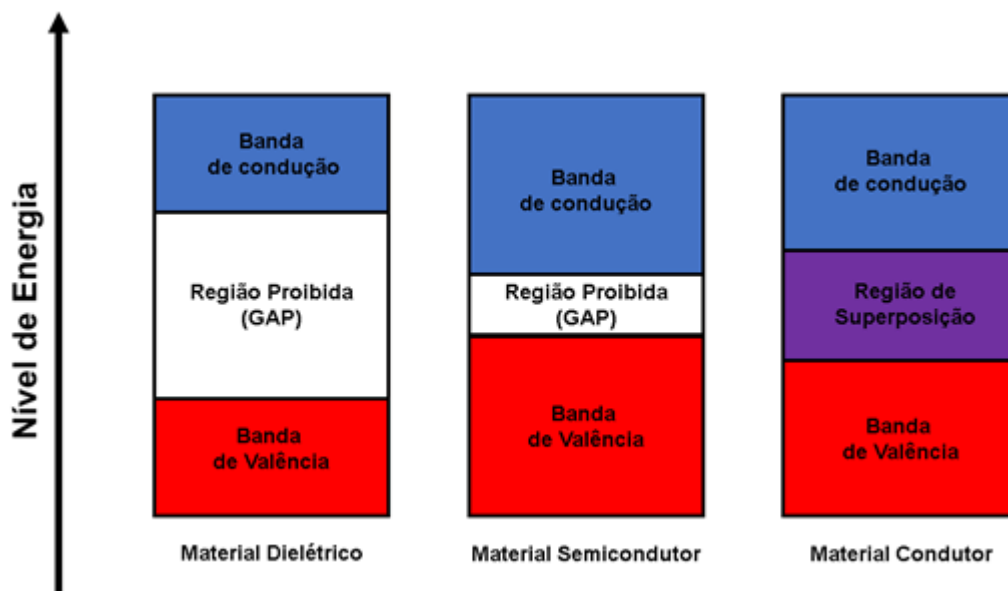 Nível de Energia
Banda
de condução
Região Proibida
(GAP)
Banda
de Valência
Material Dielétrico
Banda
de condução
Região Proibida
(GAP)
Banda
de Valência
Material Semicondutor
Banda
de condução
Região de
Superposição
Banda
de Valência
Material Condutor